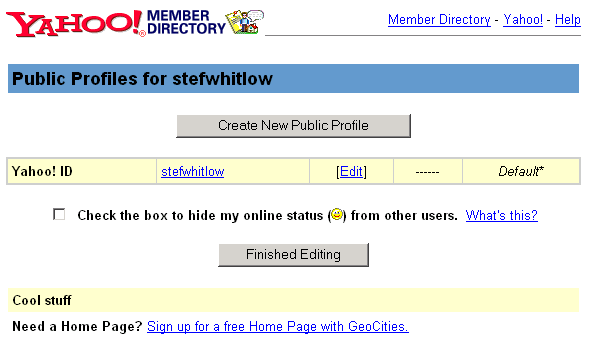 YAHOO! MEMBER DIRECTORY Member Directory - Yahoo! - Help
Public Profiles for stefwhitlow
Create New Public Profile
Yahoo! ID stefwhitlow [Edit] ------ Default*
Check the box to hide my online status ( ) from other users. What's this?
Finished Editing
Cool stuff
Need a Home Page? Sign up for a free Home Page with GeoCities.